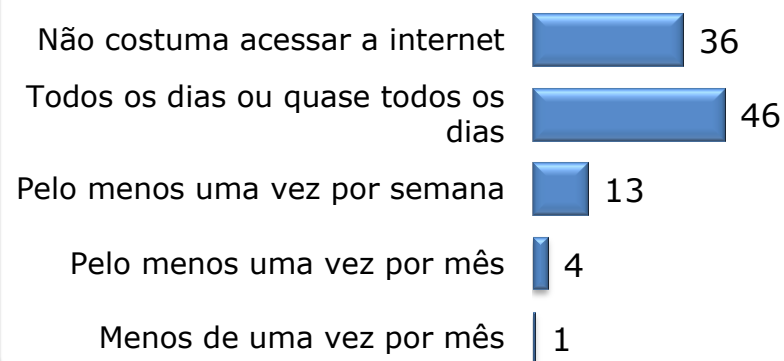 Não costuma acessar a internet 36
Todos os dias ou quase todos os
dias 46
Pelo menos uma vez por semana 13
Pelo menos uma vez por mês 4
Menos de uma vez por mês 1